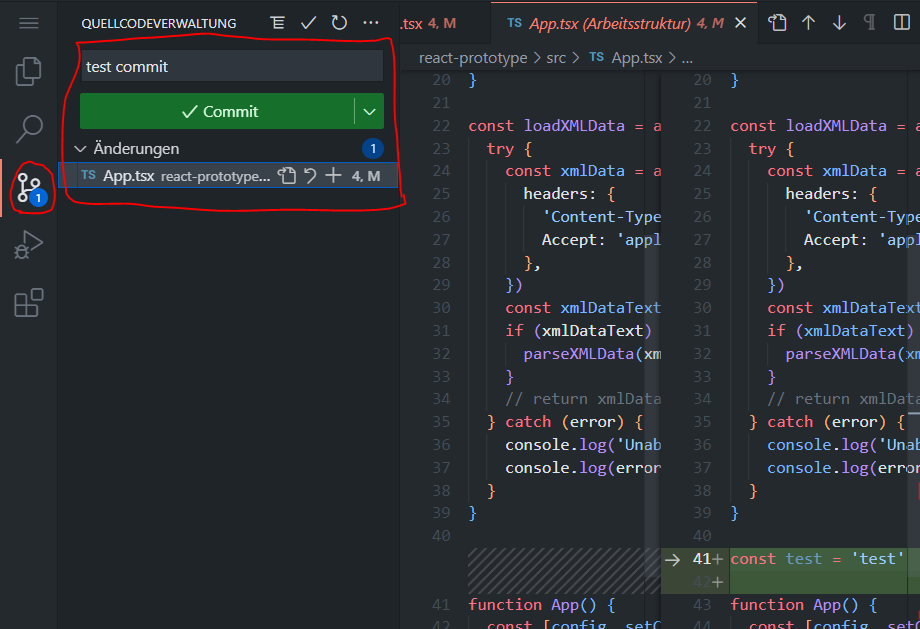 QUELLCODEVERWALTUNG
test commit
Commit
Änderungen 1
TS App.tsx react-prototype... 4, M
1
.tsx 4, M
TS App.tsx (Arbeitsstruktur) 4, M
react-prototype > src > TS App.tsx > ...
20 }
21
22 const loadXMLData = a
23 try {
24 const xmlData = a
25 headers: {
26 'Content-Type
27 Accept: 'appl
28 },
29 })
30 const xmlDataText
31 if (xmlDataText)
32 parseXMLData(xm
33 }
34 // return xmlData
35 } catch (error) {
36 console.log('Unab
37 console.log(error
38 }
39 }
40
41 function App() {
42 const [config, setC
20 }
21
22 const loadXMLData = a
23 try {
24 const xmlData = a
25 headers: {
26 'Content-Type
27 Accept: 'appl
28 },
29 })
30 const xmlDataText
31 if (xmlDataText)
32 parseXMLData(xm
33 }
34 // return xmlData
35 } catch (error) {
36 console.log('Unab
37 console.log(error
38 }
39 }
40
41+ const test = 'test'
42+
43 function App() {
44 const [config, setC